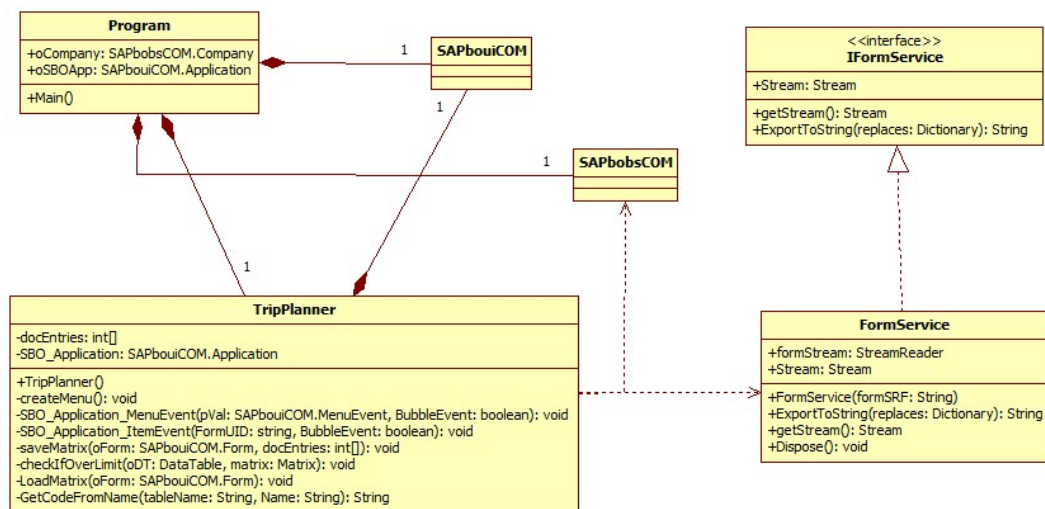 Program
+oCompany: SAPbobsCOM.Company
+oSBOApp: SAPbouiCOM.Application
+Main()
1
SAPbouiCOM
1
<<interface>>
IFormService
+Stream: Stream
+getStream(): Stream
+ExportToString(replaces: Dictionary): String
1
SAPbobsCOM
1
TripPlanner
-docEntries: int[]
-SBO_Application: SAPbouiCOM.Application
+TripPlanner()
-createMenu(): void
-SBO_Application_MenuEvent(pVal: SAPbouiCOM.MenuEvent, BubbleEvent: boolean): void
-SBO_Application_ItemEvent(FormUID: string, BubbleEvent: boolean): void
-saveMatrix(oForm: SAPbouiCOM.Form, docEntries: int[]): void
-checkIfOverLimit(oDT: DataTable, matrix: Matrix): void
-LoadMatrix(oForm: SAPbouiCOM.Form): void
-GetCodeFromName(tableName: String, Name: String): String
FormService
+formStream: StreamReader
+Stream: Stream
+FormService(formSRF: String)
+ExportToString(replaces: Dictionary): String
+getStream(): Stream
+Dispose(): void